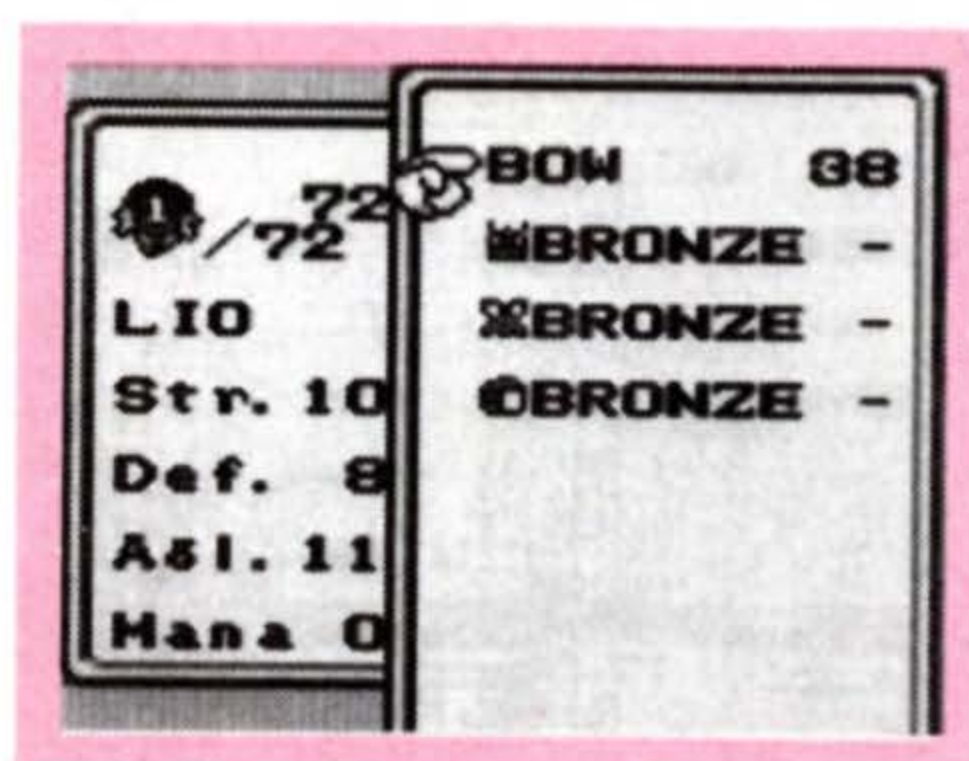 72
/72
LIO
Str. 10
Def. 8
Agl. 11
Mana 0
BOW 38
BRONZE -
BRONZE -
BRONZE -